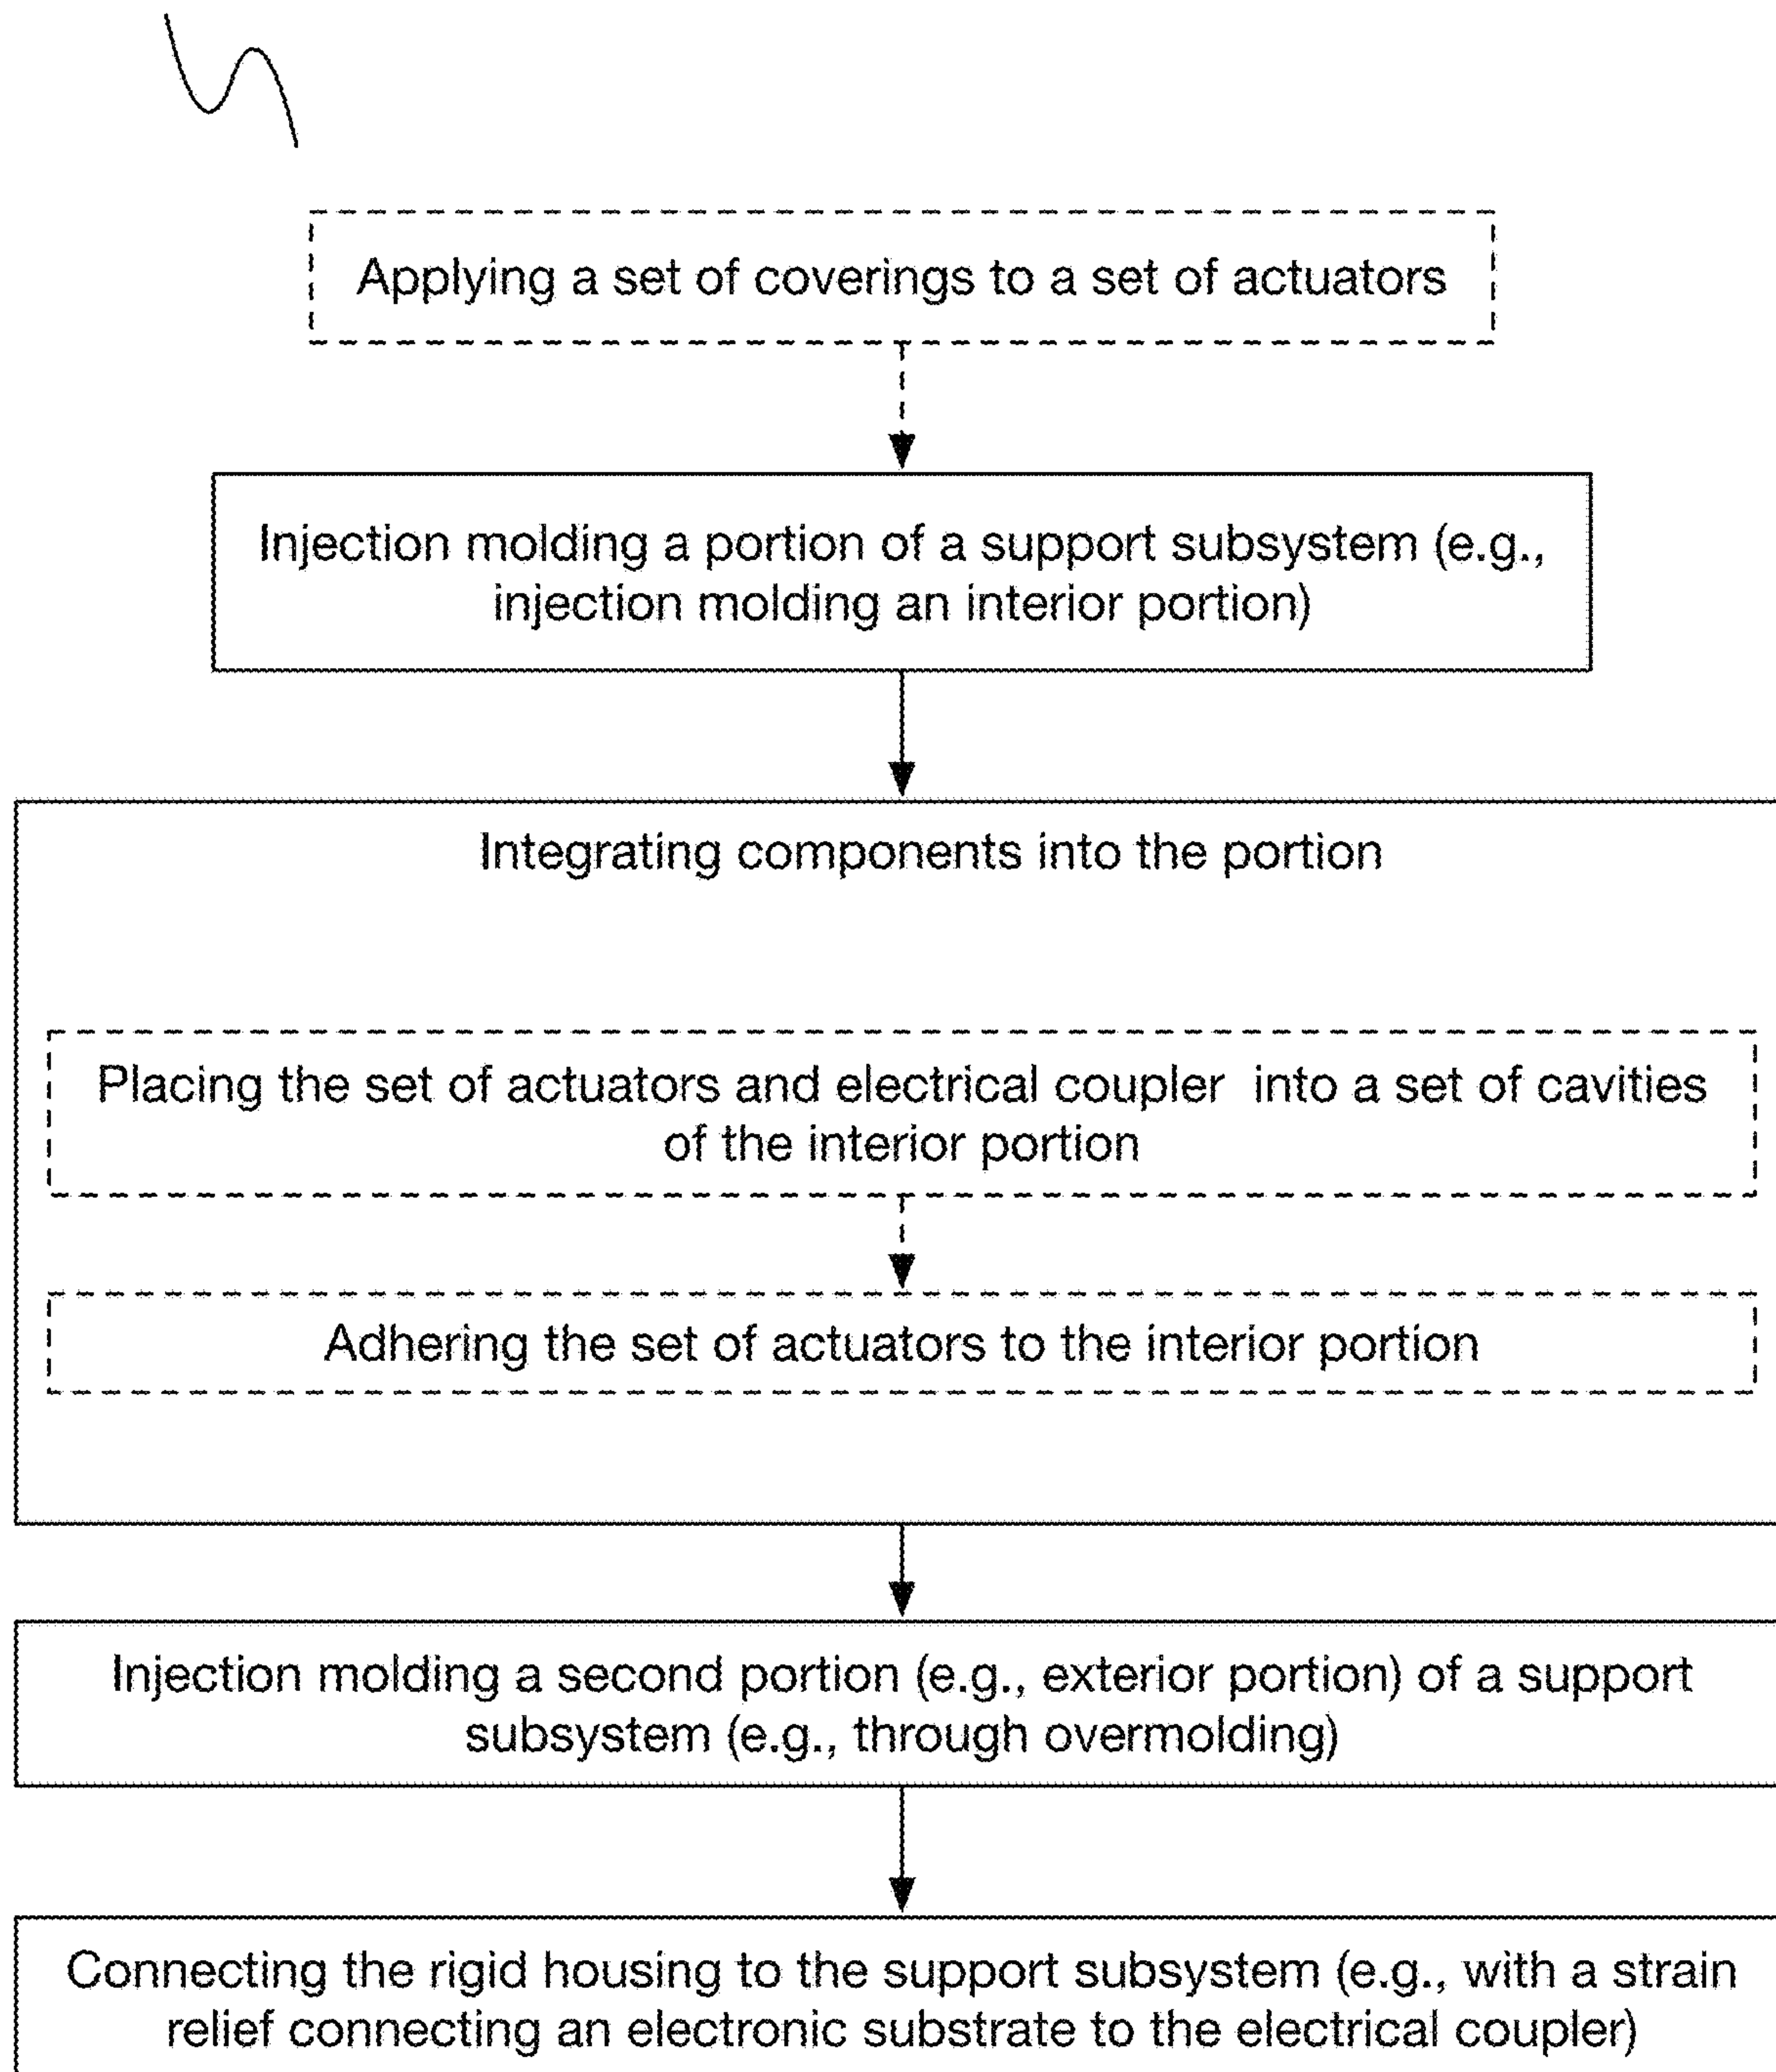 Applying a set of coverings to a set of actuators
Injection molding a portion of a support subsystem (e.g.,
injection molding an interior portion)
Integrating components into the portion
Placing the set of actuators and electrical coupler into a set of cavities
of the interior portion
Adhering the set of actuators to the interior portion
Injection molding a second portion (e.g., exterior portion) of a support
subsystem (e.g., through overmolding)
Connecting the rigid housing to the support subsystem (e.g., with a strain
relief connecting an electronic substrate to the electrical coupler)